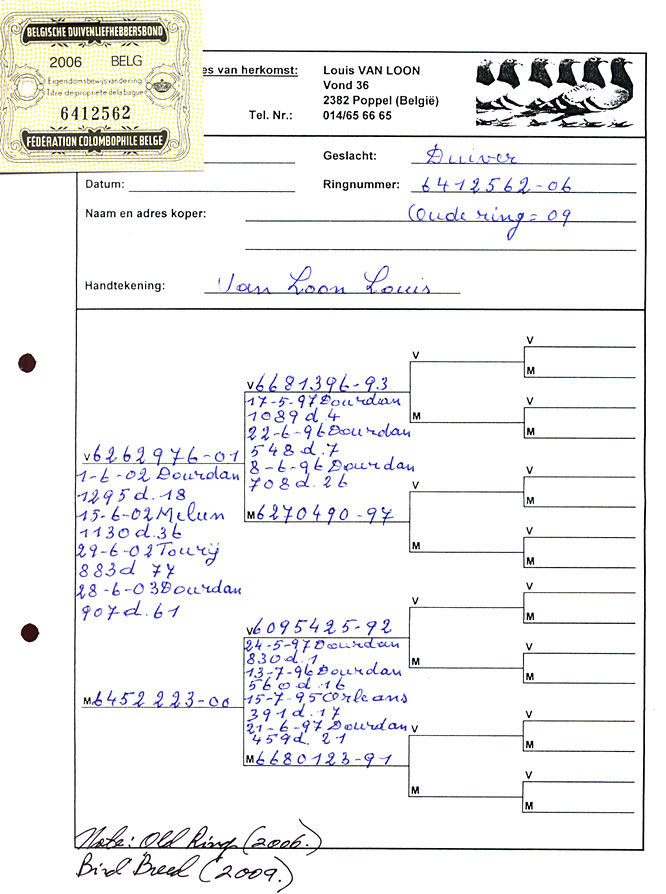 BELGISCHE DUIVENLIEFHEBBERSBOND
2006 BELG
Eigendomsbewijs van de ring.
Titre de propriété de la bague
6412562
FEDERATION COLOMBOPHILE BELGE
es van herkomst:
Louis VAN LOON
Vond 36
2382 Poppel (België)
Tel. Nr.: 014/65 66 65
Geslacht: Duiver
Datum:
Ringnummer: 6412562-06
Naam en adres koper:
Oude ring = 09
Handtekening: Van Loon Louis
V
M
V
V 6681396-93
17-5-97 Dourdan
1089 d. 4
22-6-96 Dourdan
548 d. 7
8-6-96 Dourdan
708 d. 26
M
V
M
V 6262976-01
1-6-02 Dourdan
1295 d. 18
15-6-02 Melun
1130 d. 36
29-6-02 Toury
883 d 77
28-6-03 Dourdan
907 d. 61
M 6270490-97
V
V
M
M
V
M
V 6095425-92
24-5-97 Dourdan
830 d. 1
13-7-96 Dourdan
560 d. 16
15-7-95 Orleans
391 d. 17
21-6-97 Dourdan
459 d. 21
V
V
M
M
V
M
M 6452223-00
M 6680123-91
V
V
M
M
V
M
Note: Old Ring (2006.)
Bird Breed (2009.)